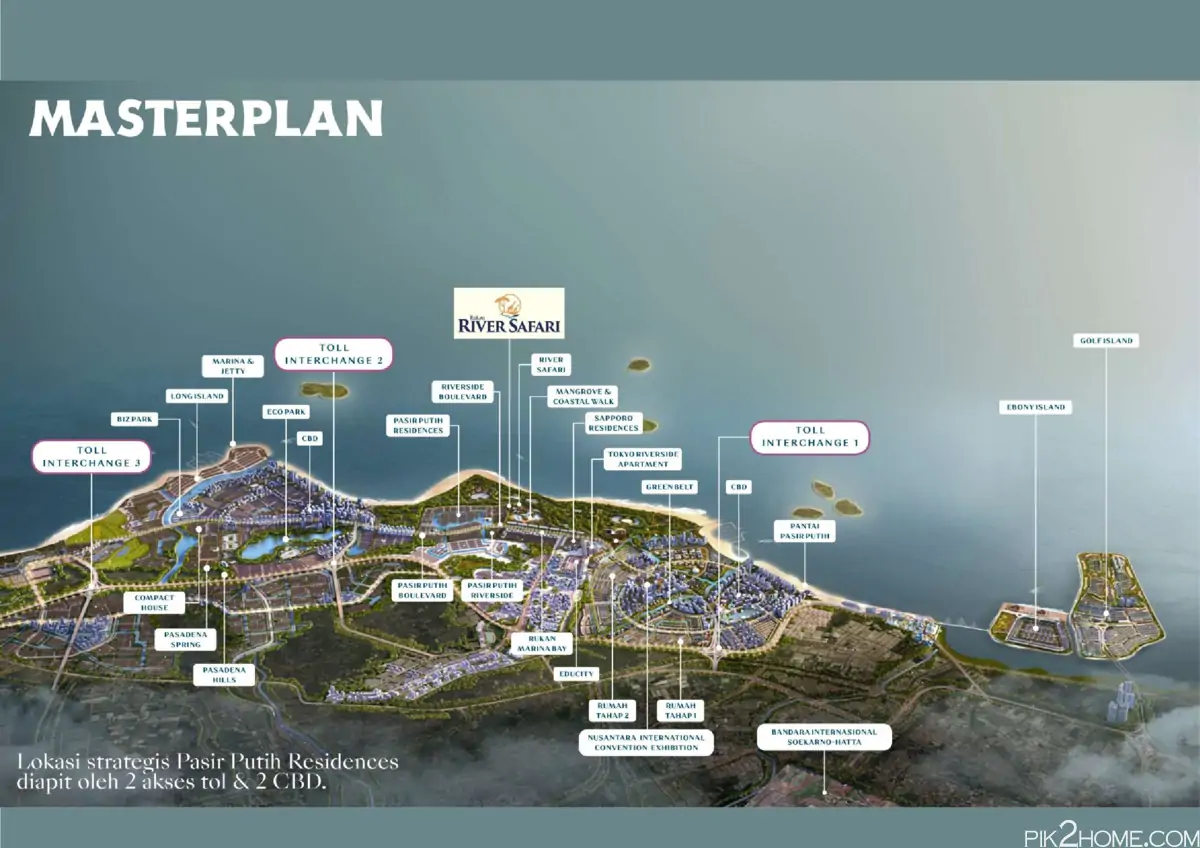 MASTERPLAN
Rukan
RIVER SAFARI
GOLF ISLAND
TOLL
INTERCHANGE 2
MARINA &
JETTY
RIVER
SAFARI
RIVERSIDE
BOULEVARD
MANGROVE &
COASTAL WALK
LONG ISLAND
ECO PARK
EBONY ISLAND
BIZ PARK
PASIR PUTIH
RESIDENCES
SAPPORO
RESIDENCES
CBD
TOLL
INTERCHANGE 1
TOLL
INTERCHANGE 3
TOKYO RIVERSIDE
APARTMENT
GREEN BELT
CBD
PANTAI
PASIR PUTIH
COMPACT
HOUSE
PASIR PUTIH
BOULEVARD
PASIR PUTIH
RIVERSIDE
PASADENA
SPRING
RUKAN
MARINA BAY
PASADENA
HILLS
EDUCITY
RUMAH
TAHAP 2
RUMAH
TAHAP 1
NUSANTARA INTERNATIONAL
CONVENTION EXHIBITION
BANDARA INTERNASIONAL
SOEKARNO-HATTA
Lokasi strategis Pasir Putih Residences
diapit oleh 2 akses tol & 2 CBD.
PIK2HOME.COM